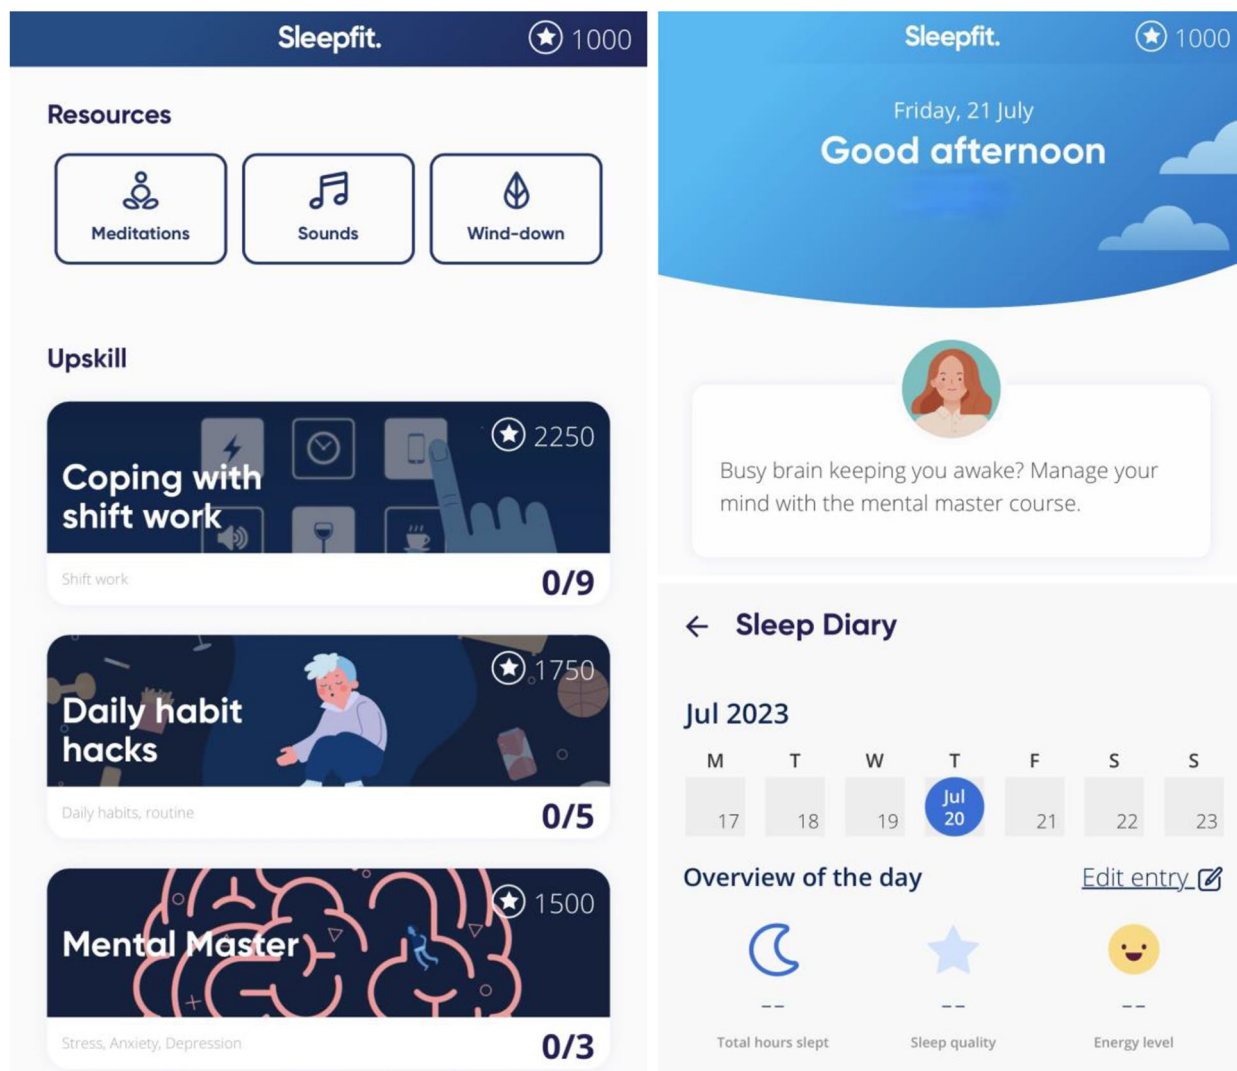 Sleepfit.
1000
Resources
Meditations
Sounds
Wind-down
Upskill
2250
Coping with
shift work
Shift work
0/9
1750
Daily habit
hacks
Daily habits, routine
0/5
1500
Mental Master
Stress, Anxiety, Depression
0/3
Sleepfit.
1000
Friday, 21 July
Good afternoon
Busy brain keeping you awake? Manage your
mind with the mental master course.
Sleep Diary
Jul 2023
M T W T F S S
17 18 19 Jul 20 21 22 23
Overview of the day
Edit entry
-- -- --
Total hours slept Sleep quality Energy level